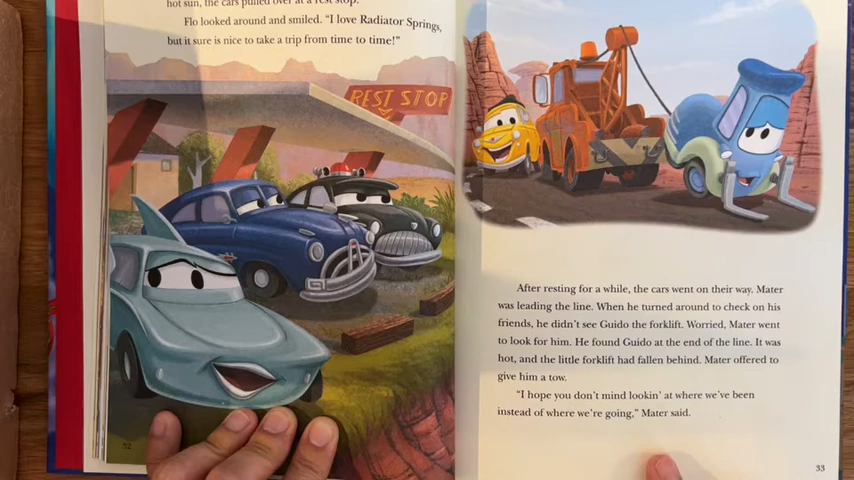 hot sun, the cars pulled over at a rest stop.
Flo looked around and smiled. “I love Radiator Springs,
but it sure is nice to take a trip from time to time!”
REST STOP
32
After resting for a while, the cars went on their way. Mater
was leading the line. When he turned around to check on his
friends, he didn’t see Guido the forklift. Worried, Mater went
to look for him. He found Guido at the end of the line. It was
hot, and the little forklift had fallen behind. Mater offered to
give him a tow.
“I hope you don’t mind lookin’ at where we’ve been
instead of where we’re going,” Mater said.
33